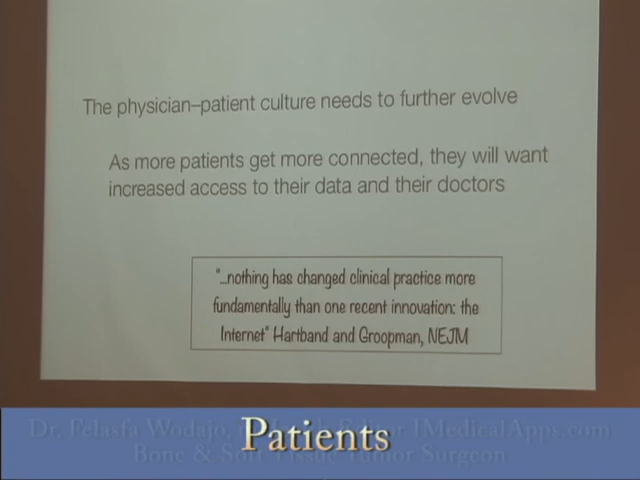 The physician–patient culture needs to further evolve
As more patients get more connected, they will want
increased access to their data and their doctors
"...nothing has changed clinical practice more
fundamentally than one recent innovation: the
Internet" Hartband and Groopman, NEJM
Dr. Felasfa Wodajo, Editor IMedicalApps.com
Patients
Bone & Soft Tissue Tumor Surgeon